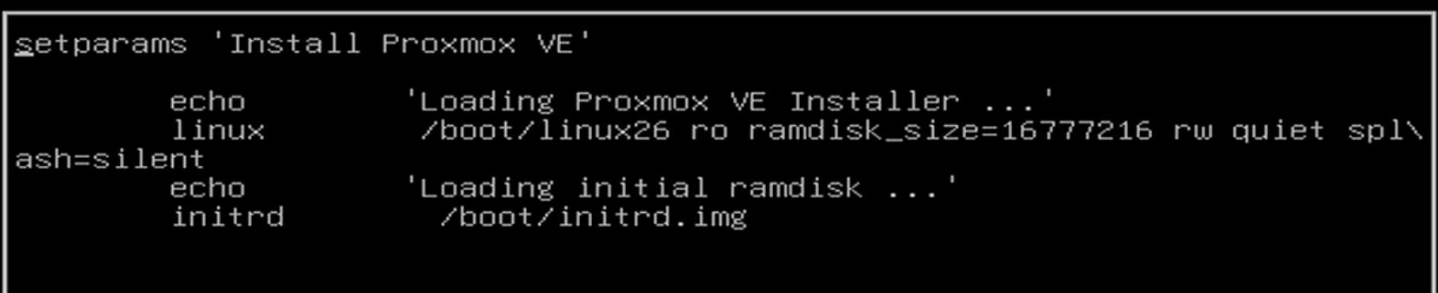 setparams 'Install Proxmox VE'
echo 'Loading Proxmox VE Installer ...'
linux /boot/linux26 ro ramdisk_size=16777216 rw quiet spl\
ash=silent
echo 'Loading initial ramdisk ...'
initrd /boot/initrd.img